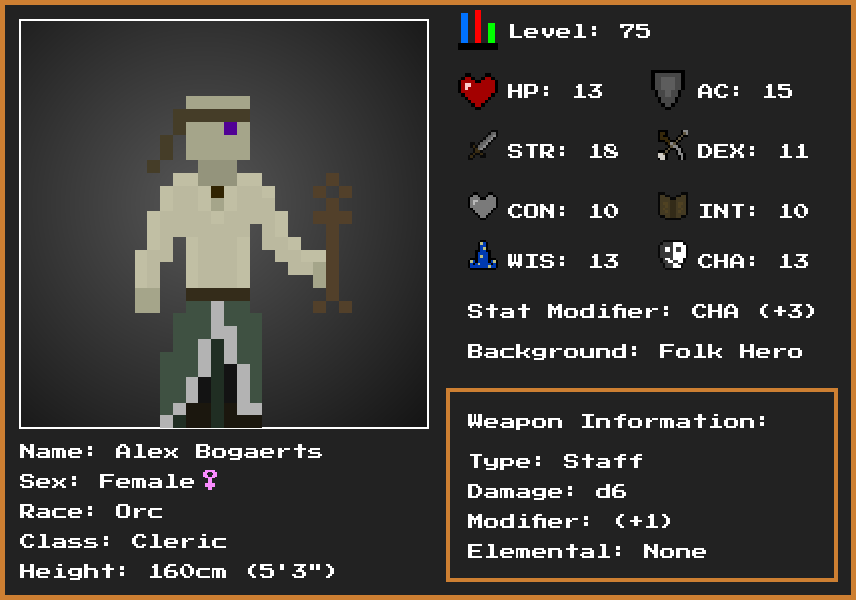 Level: 75
HP: 13 AC: 15
STR: 18 DEX: 11
CON: 10 INT: 10
WIS: 13 CHA: 13
Stat Modifier: CHA (+3)
Background: Folk Hero
Weapon Information:
Type: Staff
Damage: d6
Modifier: (+1)
Elemental: None
Name: Alex Bogaerts
Sex: Female♀
Race: Orc
Class: Cleric
Height: 160cm (5'3")